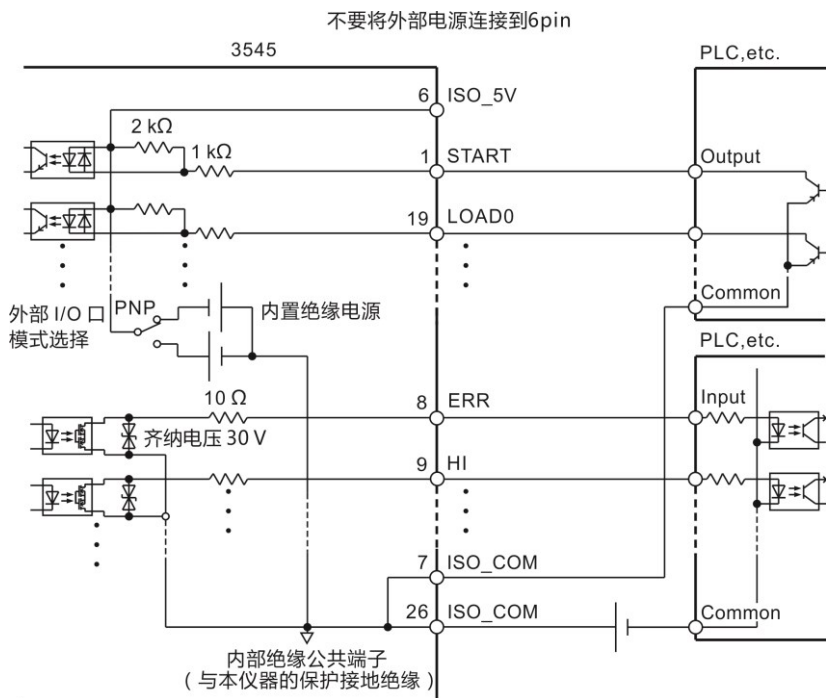 不要将外部电源连接到6pin
3545
PLC,etc.
6 ISO_5V
2 kΩ
1 kΩ
1 START
Output
19 LOAD0
Common
外部 I/O 口
模式选择
PNP
内置绝缘电源
PLC,etc.
10 Ω
8 ERR
Input
齐纳电压 30 V
9 HI
7 ISO_COM
26 ISO_COM
Common
内部绝缘公共端子
（与本仪器的保护接地绝缘）